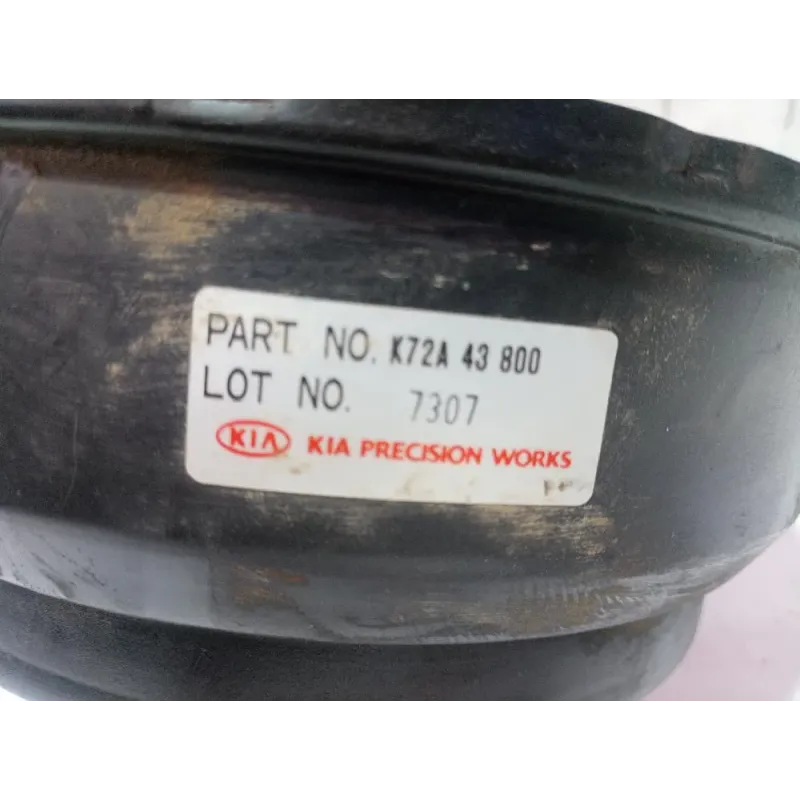 PART NO. K72A 43 800
LOT NO. 7307
KIA KIA PRECISION WORKS